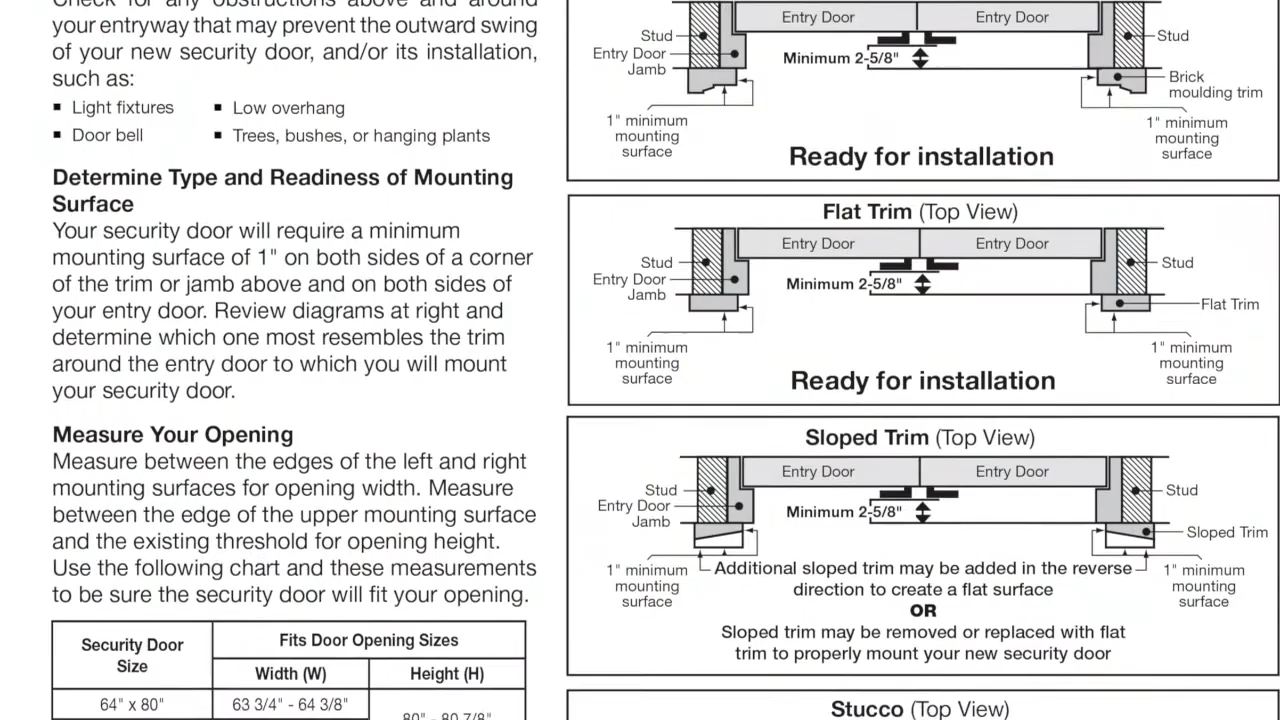 Check for any obstructions above and around
your entryway that may prevent the outward swing
of your new security door, and/or its installation,
such as:
▪ Light fixtures
▪ Low overhang
▪ Door bell
▪ Trees, bushes, or hanging plants
Determine Type and Readiness of Mounting
Surface
Your security door will require a minimum
mounting surface of 1" on both sides of a corner
of the trim or jamb above and on both sides of
your entry door. Review diagrams at right and
determine which one most resembles the trim
around the entry door to which you will mount
your security door.
Measure Your Opening
Measure between the edges of the left and right
mounting surfaces for opening width. Measure
between the edge of the upper mounting surface
and the existing threshold for opening height.
Use the following chart and these measurements
to be sure the security door will fit your opening.
Security Door
Size
Fits Door Opening Sizes
Width (W)
Height (H)
64" x 80"
63 3/4" - 64 3/8"
80" - 80 7/8"
Entry Door
Entry Door
Stud
Entry Door
Jamb
Minimum 2-5/8"
Stud
Brick
moulding trim
1" minimum
mounting
surface
1" minimum
mounting
surface
Ready for installation
Flat Trim (Top View)
Entry Door
Entry Door
Stud
Entry Door
Jamb
Minimum 2-5/8"
Stud
Flat Trim
1" minimum
mounting
surface
1" minimum
mounting
surface
Ready for installation
Sloped Trim (Top View)
Entry Door
Entry Door
Stud
Entry Door
Jamb
Minimum 2-5/8"
Stud
Sloped Trim
1" minimum
mounting
surface
Additional sloped trim may be added in the reverse
direction to create a flat surface
OR
Sloped trim may be removed or replaced with flat
trim to properly mount your new security door
1" minimum
mounting
surface
Stucco (Top View)